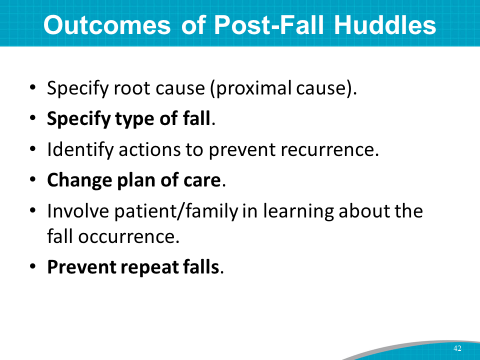 Outcomes of Post-Fall Huddles
• Specify root cause (proximal cause).
• Specify type of fall.
• Identify actions to prevent recurrence.
• Change plan of care.
• Involve patient/family in learning about the
fall occurrence.
• Prevent repeat falls.
42